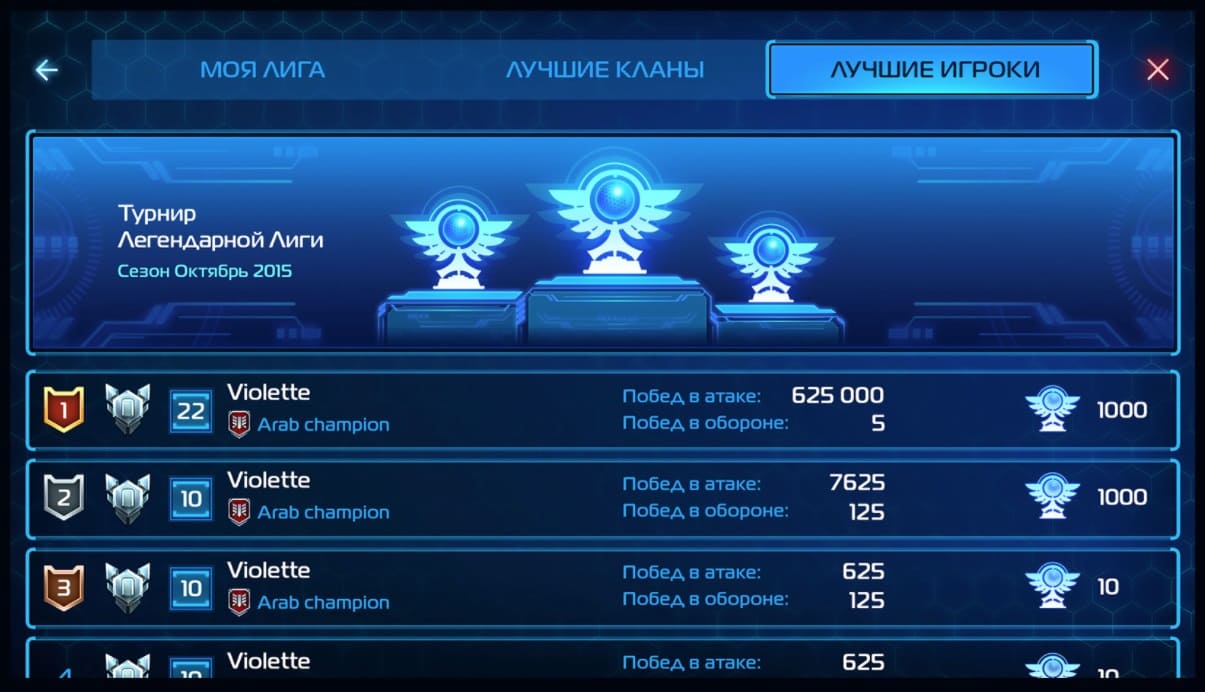 МОЯ ЛИГА ЛУЧШИЕ КЛАНЫ ЛУЧШИЕ ИГРОКИ
Турнир
Легендарной Лиги
Сезон Октябрь 2015
1 22 Violette Побед в атаке: 625 000 1000
Arab champion Побед в обороне: 5
2 10 Violette Побед в атаке: 7625 1000
Arab champion Побед в обороне: 125
3 10 Violette Побед в атаке: 625 10
Arab champion Побед в обороне: 125
4 10 Violette Побед в атаке: 625 10